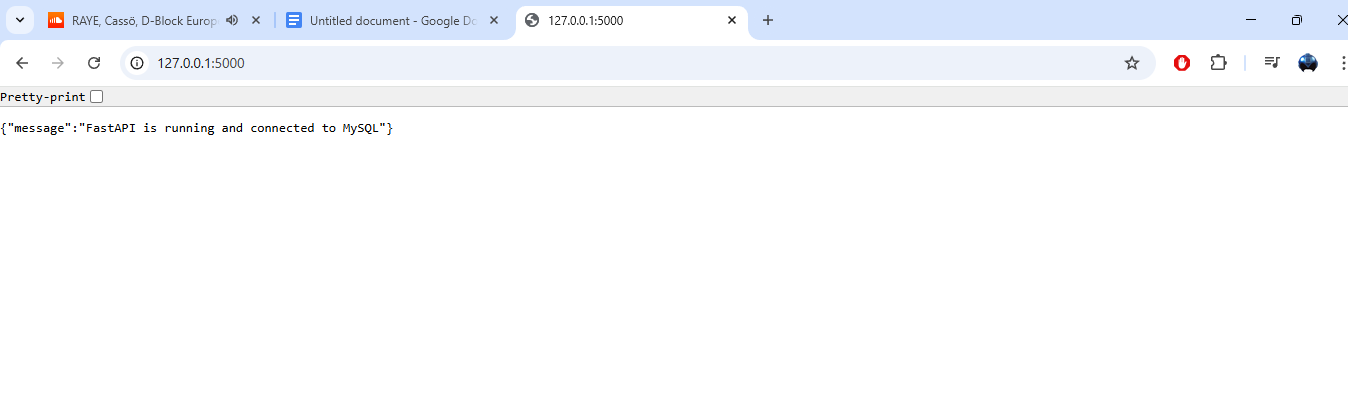 RAYE, Cassö, D-Block Europ
Untitled document - Google Do
127.0.0.1:5000
127.0.0.1:5000
Pretty-print
{"message":"FastAPI is running and connected to MySQL"}